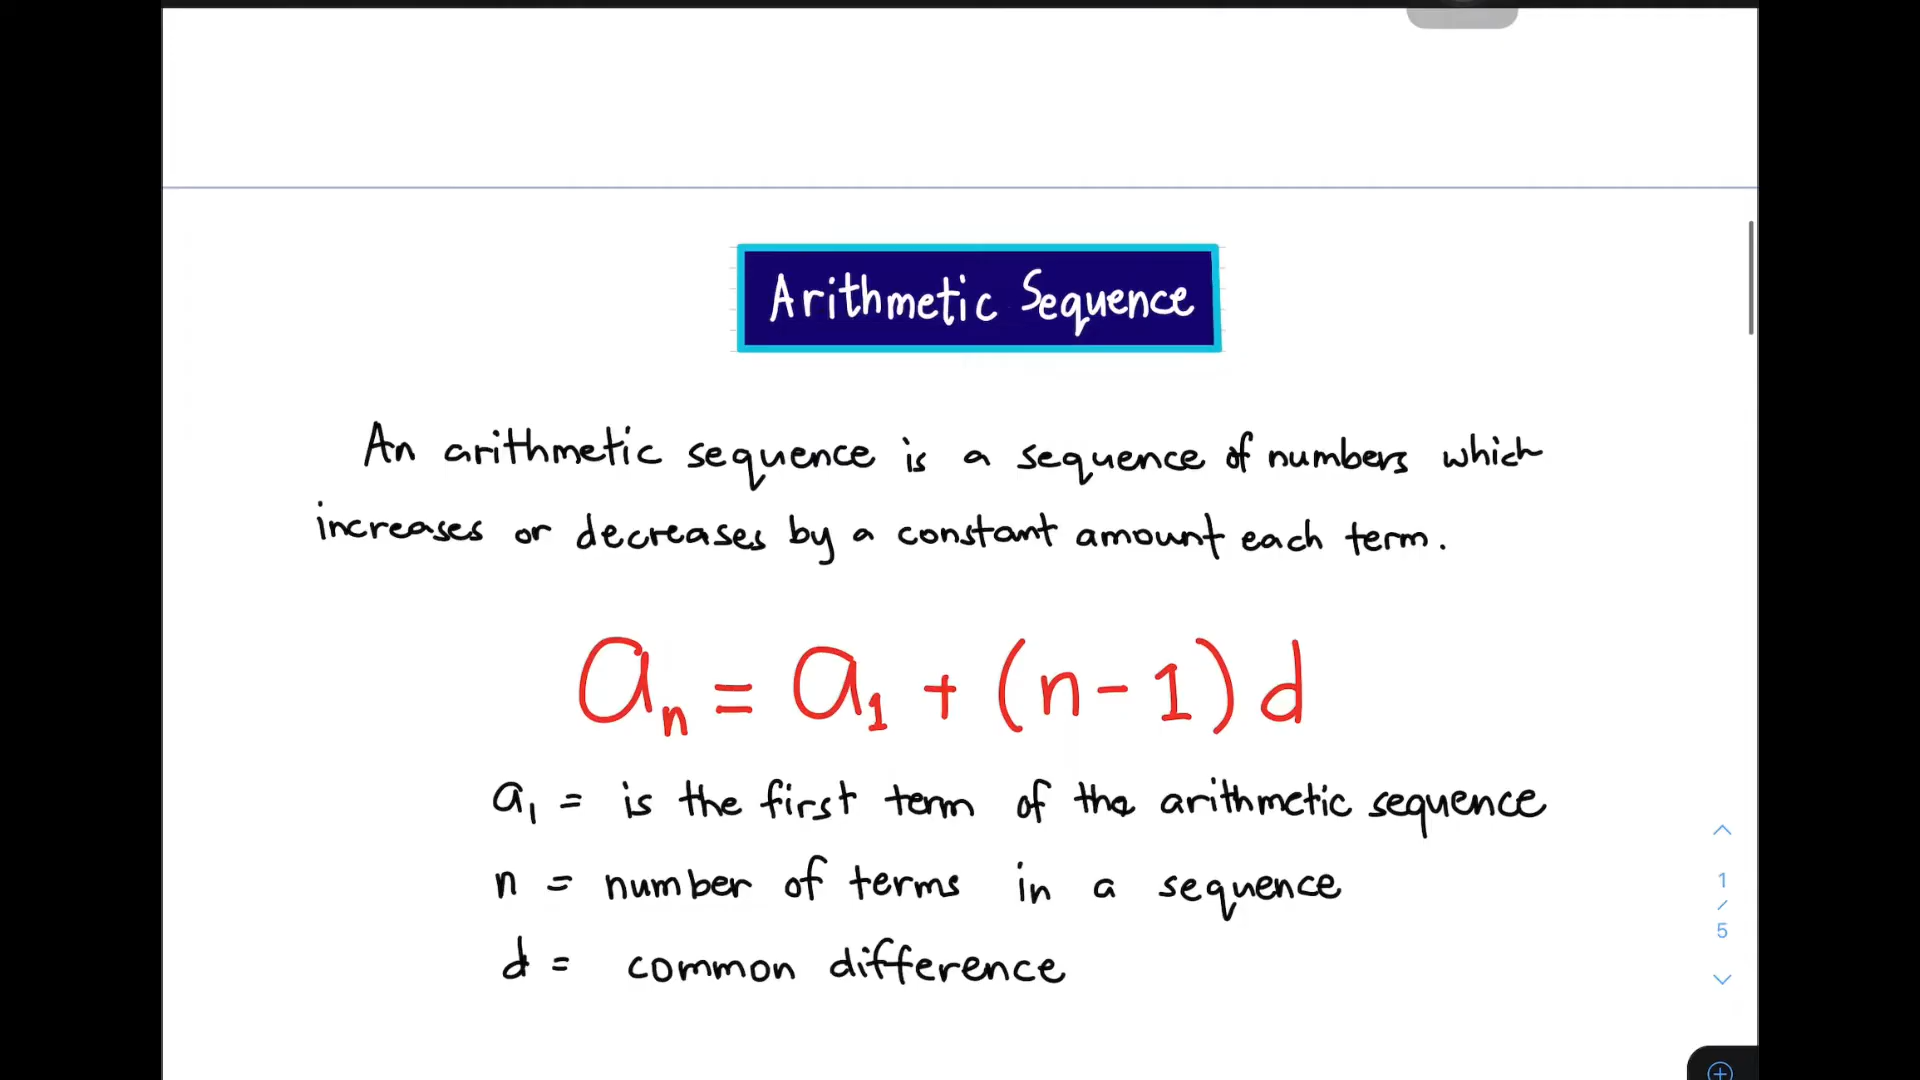 Arithmetic Sequence
An arithmetic sequence is a sequence of numbers which
increases or decreases by a constant amount each term.
aₙ = a₁ + (n-1) d
a₁ = is the first term of the arithmetic sequence
n = number of terms in a sequence
d = common difference
1
/
5